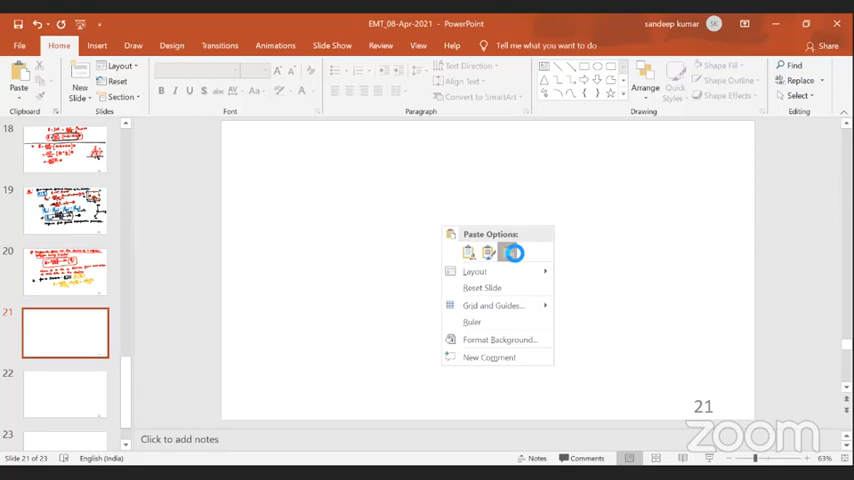 EMT_08-Apr-2021 - PowerPoint
sandeep kumar
SK
File Home Insert Draw Design Transitions Animations Slide Show Review View Help Tell me what you want to do Share
Paste
New Slide
Layout
Reset
Section
B I U S abc AV Aa A
Text Direction
Align Text
Convert to SmartArt
Arrange
Quick Styles
Shape Fill
Shape Outline
Shape Effects
Find
Replace
Select
Clipboard Slides Font Paragraph Drawing Editing
18
19
20
21
22
23
Paste Options:
Layout
Reset Slide
Grid and Guides...
Ruler
Format Background...
New Comment
21
zoom
Click to add notes
Slide 21 of 23 English (India) Notes Comments 63%